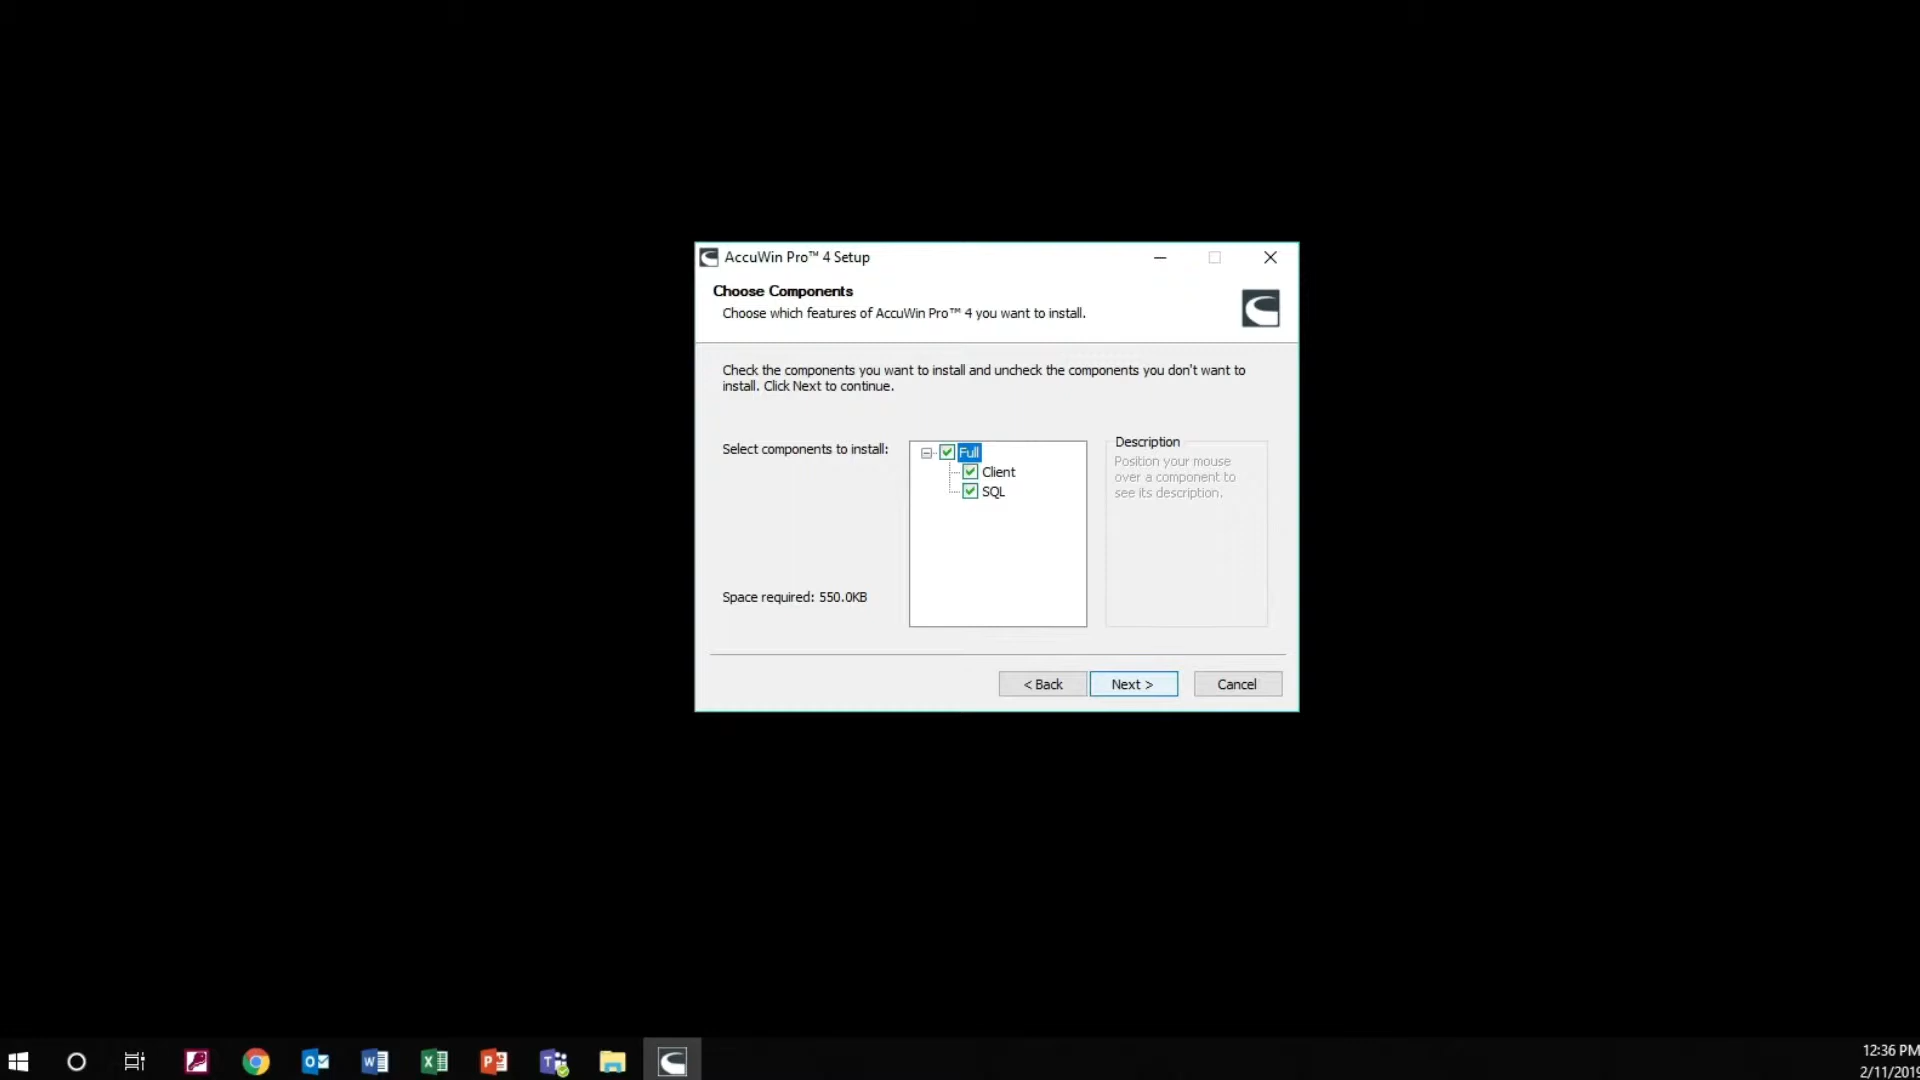 AccuWin Pro™ 4 Setup
Choose Components
Choose which features of AccuWin Pro™ 4 you want to install.
Check the components you want to install and uncheck the components you don't want to
install. Click Next to continue.
Select components to install:
Full
Client
SQL
Description
Position your mouse
over a component to
see its description.
Space required: 550.0KB
< Back
Next >
Cancel
12:36 PM
2/11/2019